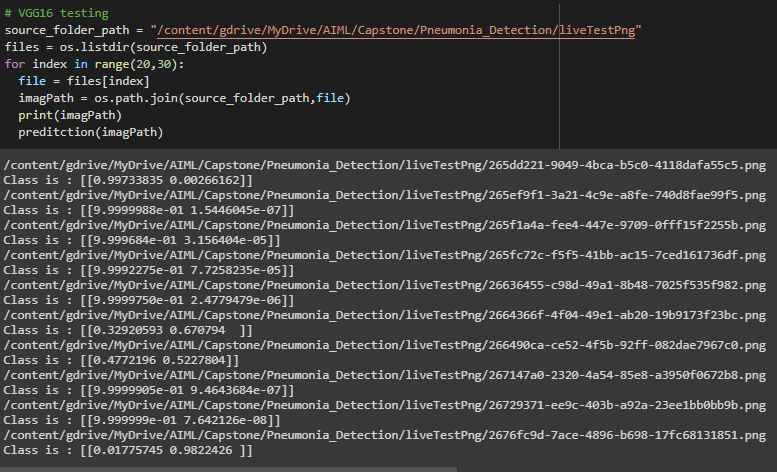 # VGG16 testing
source_folder_path = "/content/gdrive/MyDrive/AIML/Capstone/Pneumonia_Detection/liveTestPng"
files = os.listdir(source_folder_path)
for index in range(20,30):
  file = files[index]
  imagPath = os.path.join(source_folder_path,file)
  print(imagPath)
  preditction(imagPath)
/content/gdrive/MyDrive/AIML/Capstone/Pneumonia_Detection/liveTestPng/265dd221-9049-4bca-b5c0-4118dafa55c5.png
Class is : [[0.99733835 0.00266162]]
/content/gdrive/MyDrive/AIML/Capstone/Pneumonia_Detection/liveTestPng/265ef9f1-3a21-4c9e-a8fe-740d8fae99f5.png
Class is : [[9.9999988e-01 1.5446045e-07]]
/content/gdrive/MyDrive/AIML/Capstone/Pneumonia_Detection/liveTestPng/265f1a4a-fee4-447e-9709-0fff15f2255b.png
Class is : [[9.999684e-01 3.156404e-05]]
/content/gdrive/MyDrive/AIML/Capstone/Pneumonia_Detection/liveTestPng/265fc72c-f5f5-41bb-ac15-7ced161736df.png
Class is : [[9.9992275e-01 7.7258235e-05]]
/content/gdrive/MyDrive/AIML/Capstone/Pneumonia_Detection/liveTestPng/26636455-c98d-49a1-8b48-7025f535f982.png
Class is : [[9.9999750e-01 2.4779479e-06]]
/content/gdrive/MyDrive/AIML/Capstone/Pneumonia_Detection/liveTestPng/2664366f-4f04-49e1-ab20-19b9173f23bc.png
Class is : [[0.32920593 0.670794  ]]
/content/gdrive/MyDrive/AIML/Capstone/Pneumonia_Detection/liveTestPng/266490ca-ce52-4f5b-92ff-082dae7967c0.png
Class is : [[0.4772196 0.5227804]]
/content/gdrive/MyDrive/AIML/Capstone/Pneumonia_Detection/liveTestPng/267147a0-2320-4a54-85e8-a3950f0672b8.png
Class is : [[9.9999905e-01 9.4643684e-07]]
/content/gdrive/MyDrive/AIML/Capstone/Pneumonia_Detection/liveTestPng/26729371-ee9c-403b-a92a-23ee1bb0bb9b.png
Class is : [[9.999999e-01 7.642126e-08]]
/content/gdrive/MyDrive/AIML/Capstone/Pneumonia_Detection/liveTestPng/2676fc9d-7ace-4896-b698-17fc68131851.png
Class is : [[0.01775745 0.9822426 ]]